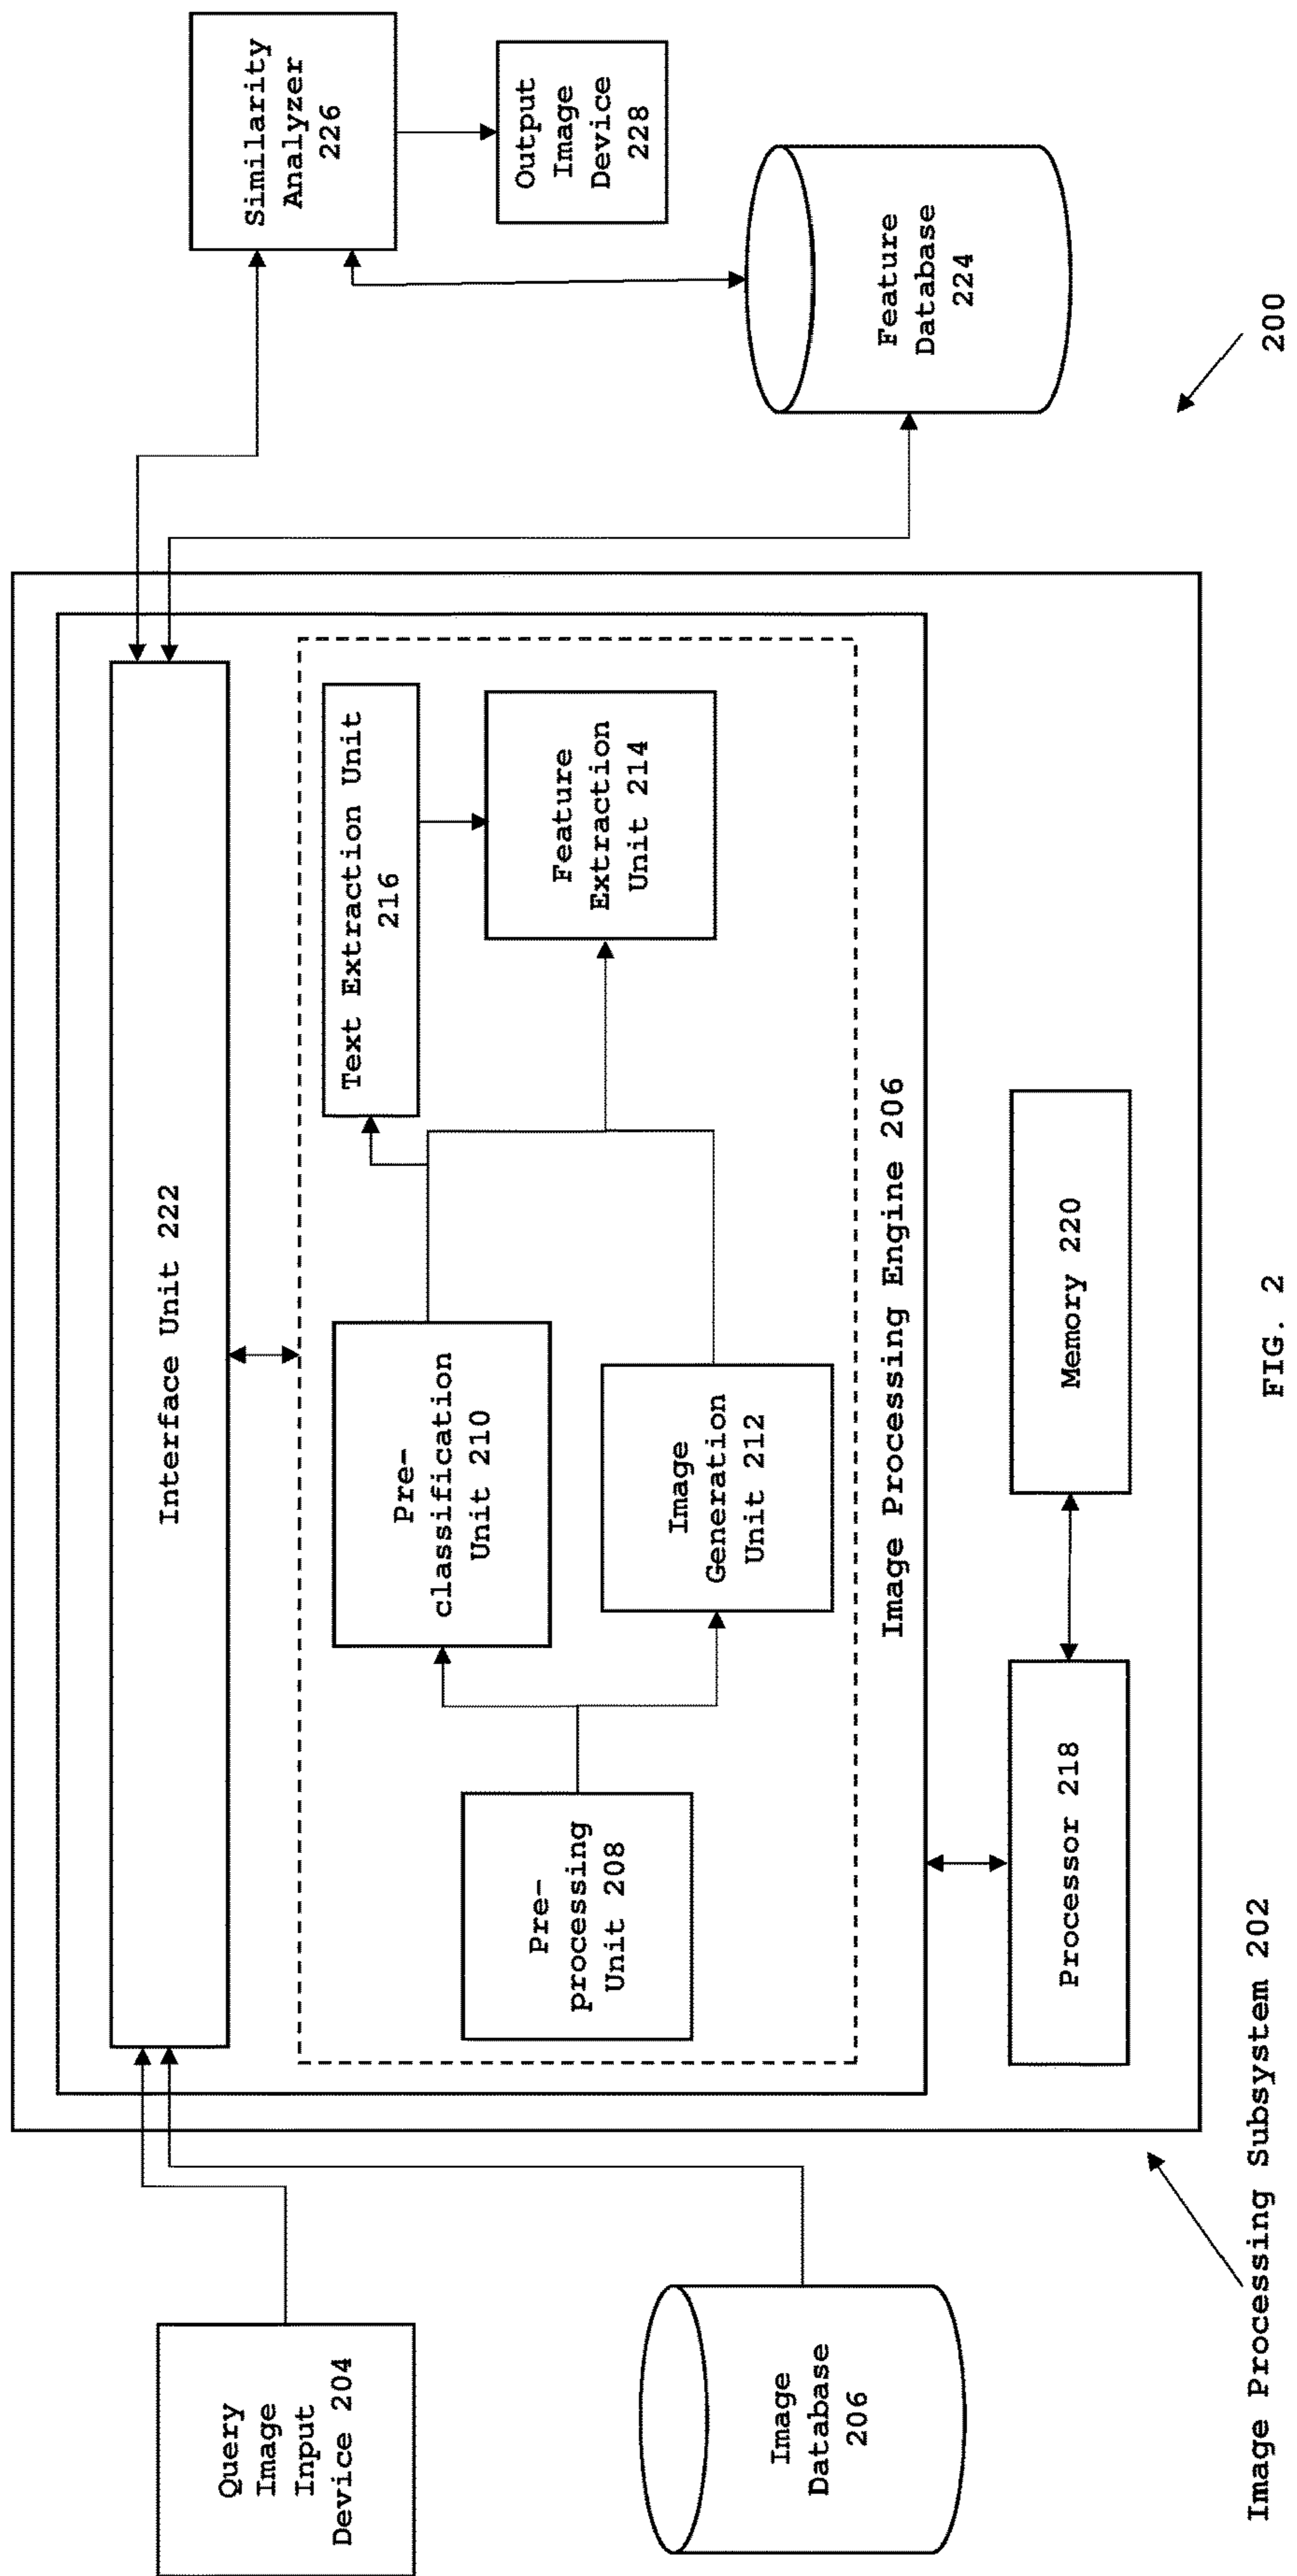 Query
Image
Input
Device 204
Image
Database
206
Image Processing Subsystem 202
Interface Unit 222
Pre-
processing
Unit 208
Pre-
classification
Unit 210
Image
Generation
Unit 212
Text Extraction Unit
216
Feature
Extraction
Unit 214
Image Processing Engine 206
Processor 218
Memory 220
Similarity
Analyzer
226
Output
Image
Device
228
Feature
Database
224
200
FIG. 2